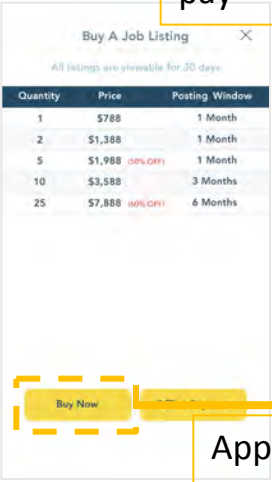 pay
Buy A Job Listing ×
All listings are viewable for 30 days.
Quantity Price Posting Window
1 $788 1 Month
2 $1,388 1 Month
5 $1,988 (50% OFF) 1 Month
10 $3,588 3 Months
25 $7,888 (60% OFF) 6 Months
Buy Now
App